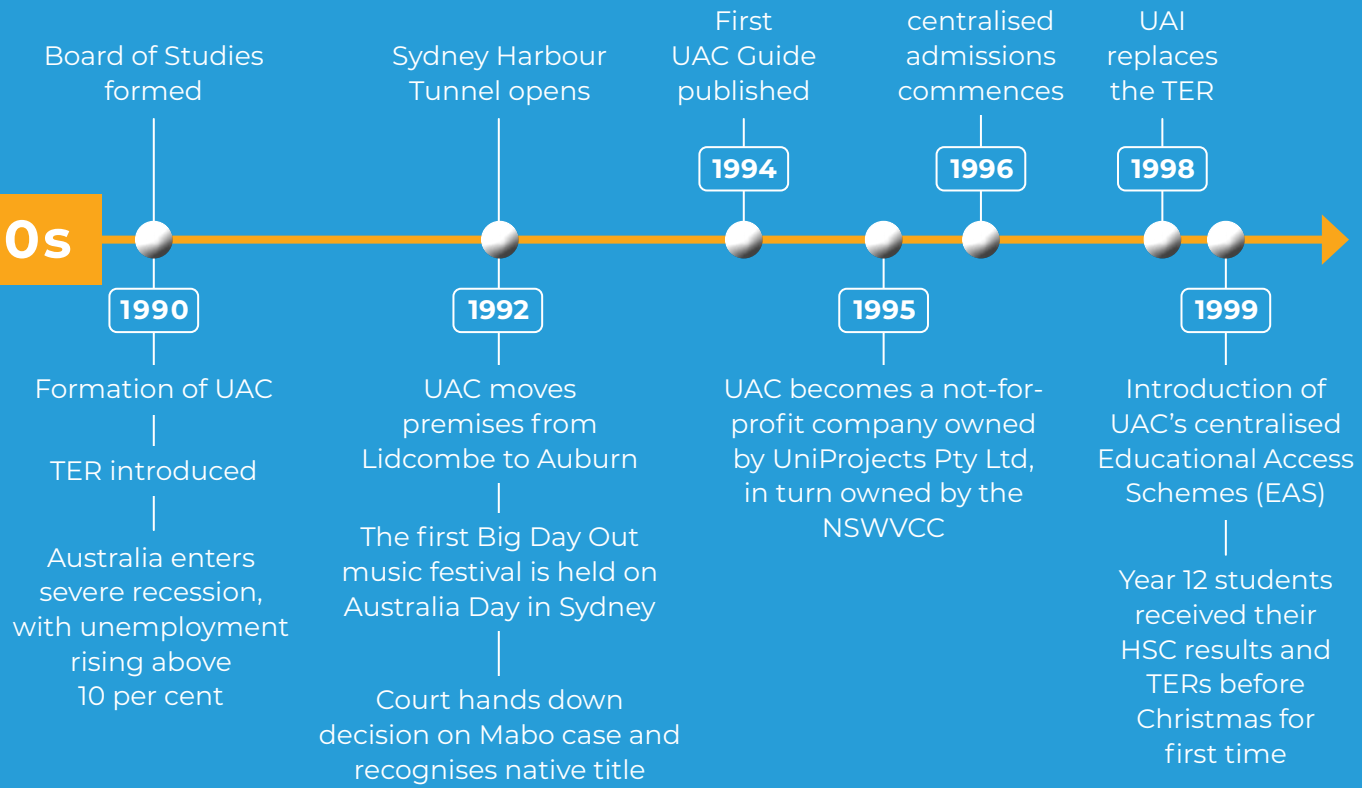 Board of Studies
formed
Sydney Harbour
Tunnel opens
First
UAC Guide
published
centralised
admissions
commences
UAI
replaces
the TER
1994
1996
1998
0s
1990
1992
1995
1999
Formation of UAC
TER introduced
Australia enters
severe recession,
with unemployment
rising above
10 per cent
UAC moves
premises from
Lidcombe to Auburn
The first Big Day Out
music festival is held on
Australia Day in Sydney
Court hands down
decision on Mabo case and
recognises native title
UAC becomes a not-for-
profit company owned
by UniProjects Pty Ltd,
in turn owned by the
NSWVCC
Introduction of
UAC’s centralised
Educational Access
Schemes (EAS)
Year 12 students
received their
HSC results and
TERs before
Christmas for
first time